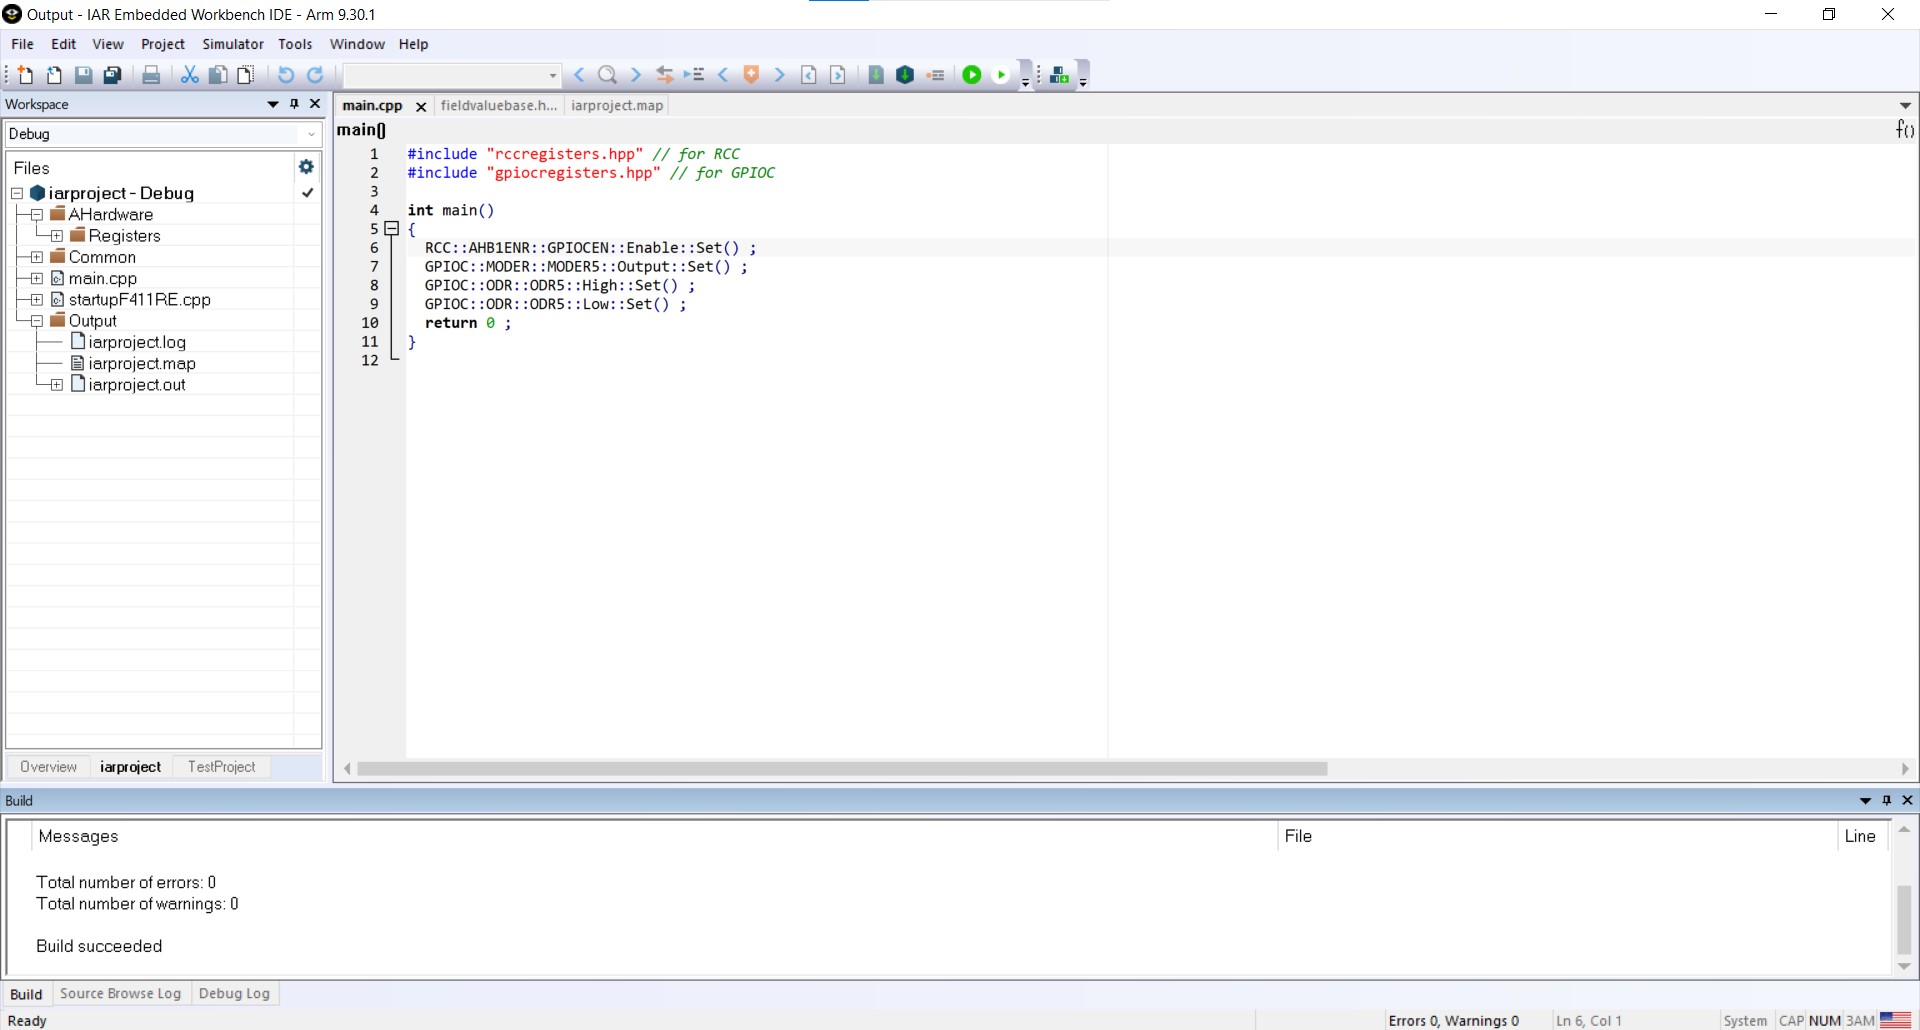 Output - IAR Embedded Workbench IDE - Arm 9.30.1
File Edit View Project Simulator Tools Window Help
Workspace
Debug
Files
iarproject - Debug
AHardware
Registers
Common
main.cpp
startupF411RE.cpp
Output
iarproject.log
iarproject.map
iarproject.out
Overview iarproject TestProject
main.cpp fieldvaluebase.h... iarproject.map
main() f()
1 #include "rccregisters.hpp" // for RCC
2 #include "gpiocregisters.hpp" // for GPIOC
3
4 int main()
5 {
6 RCC::AHB1ENR::GPIOCEN::Enable::Set() ;
7 GPIOC::MODER::MODER5::Output::Set() ;
8 GPIOC::ODR::ODR5::High::Set() ;
9 GPIOC::ODR::ODR5::Low::Set() ;
10 return 0 ;
11 }
12
Build
Messages File Line
Total number of errors: 0
Total number of warnings: 0
Build succeeded
Build Source Browse Log Debug Log
Ready Errors 0, Warnings 0 Ln 6, Col 1 System CAP NUM ЗАМ